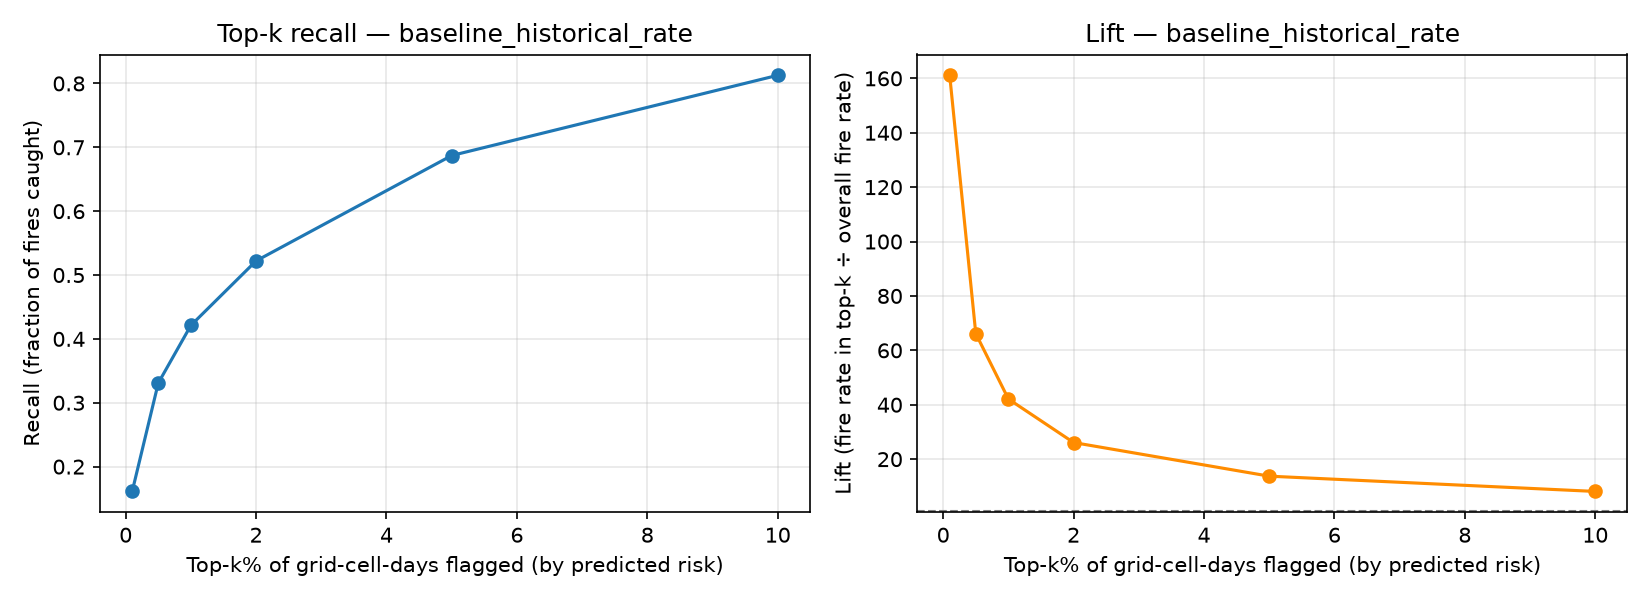 Top-k recall — baseline_historical_rate
Recall (fraction of fires caught)
0.8
0.7
0.6
0.5
0.4
0.3
0.2
0 2 4 6 8 10
Top-k% of grid-cell-days flagged (by predicted risk)
Lift — baseline_historical_rate
Lift (fire rate in top-k ÷ overall fire rate)
160
140
120
100
80
60
40
20
0 2 4 6 8 10
Top-k% of grid-cell-days flagged (by predicted risk)